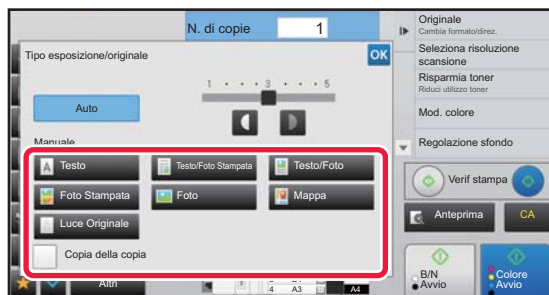 N. di copie 1
Tipo esposizione/originale
OK
1 3 5
Auto
Manuale
A Testo
Testo/Foto Stampata
Testo/Foto
Foto Stampata
Foto
Mappa
Luce Originale
Copia della copia
Altri
4 A3
A4
Originale
Cambia formato/direz.
Seleziona risoluzione
scansione
Risparmia toner
Riduci utilizzo toner
Mod. colore
Regolazione sfondo
Verif stampa
Anteprima
CA
B/N
Avvio
Colore
Avvio